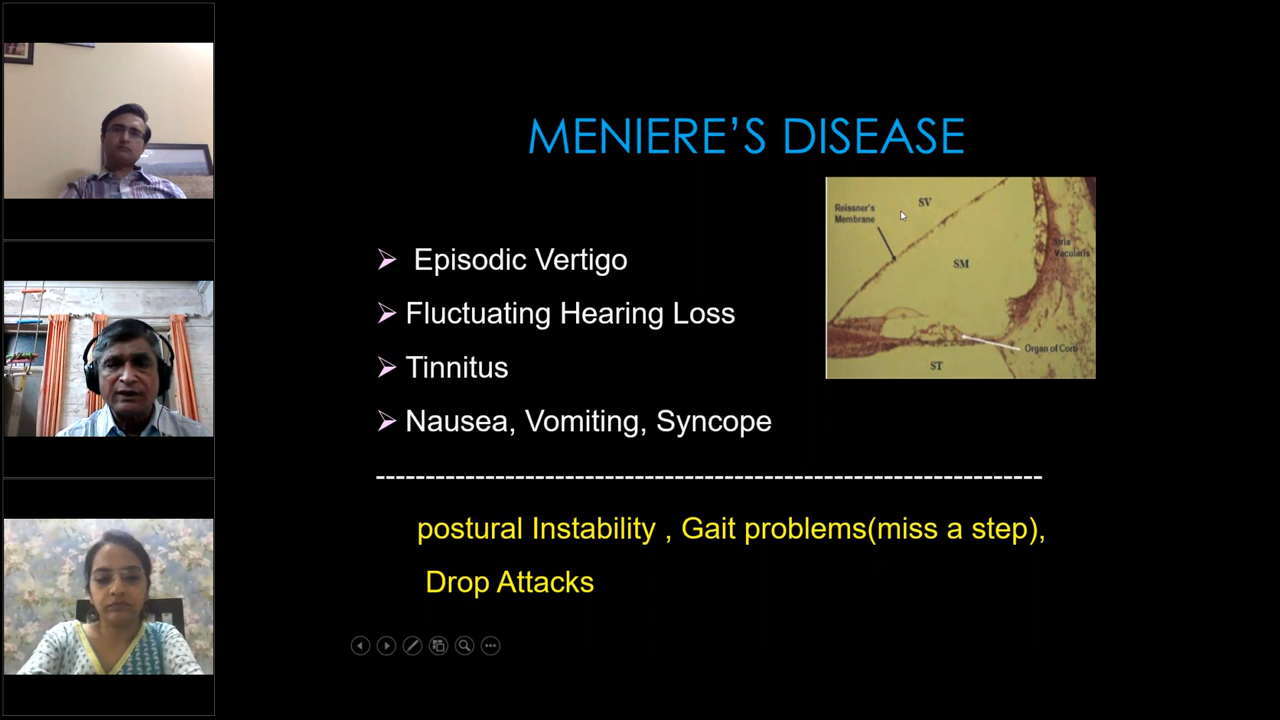 MENIERE’S DISEASE
Reissner's
Membrane
SV
SM
Stria
Vacularis
Organ of Corti
ST
➢ Episodic Vertigo
➢ Fluctuating Hearing Loss
➢ Tinnitus
➢ Nausea, Vomiting, Syncope
--------------------------------------------------------------------
postural Instability , Gait problems(miss a step),
Drop Attacks